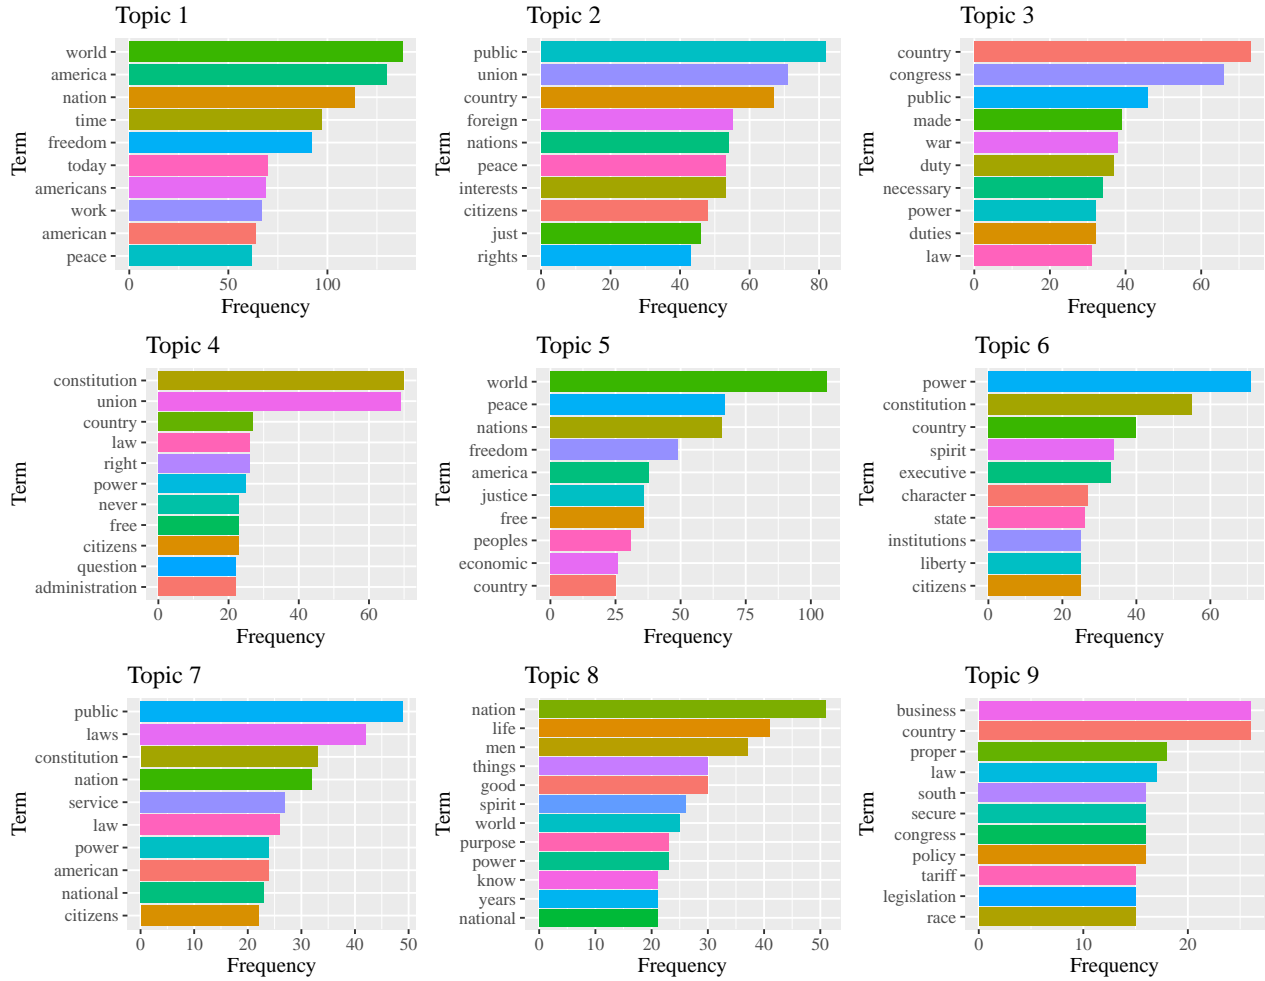 Topic 1
world
america
nation
time
freedom
today
americans
work
american
peace
0 50 100
Frequency
Term
Topic 2
public
union
country
foreign
nations
peace
interests
citizens
just
rights
0 20 40 60 80
Frequency
Term
Topic 3
country
congress
public
made
war
duty
necessary
power
duties
law
0 20 40 60
Frequency
Term
Topic 4
constitution
union
country
law
right
power
never
free
citizens
question
administration
0 20 40 60
Frequency
Term
Topic 5
world
peace
nations
freedom
america
justice
free
peoples
economic
country
0 25 50 75 100
Frequency
Term
Topic 6
power
constitution
country
spirit
executive
character
state
institutions
liberty
citizens
0 20 40 60
Frequency
Term
Topic 7
public
laws
constitution
nation
service
law
power
american
national
citizens
0 10 20 30 40 50
Frequency
Term
Topic 8
nation
life
men
things
good
spirit
world
purpose
power
know
years
national
0 10 20 30 40 50
Frequency
Term
Topic 9
business
country
proper
law
south
secure
congress
policy
tariff
legislation
race
0 10 20
Frequency
Term